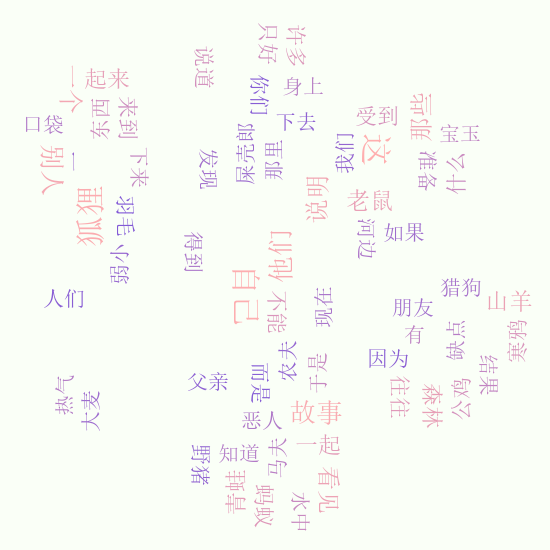 只好
许多
说道
一起来
你们
身上
一个
东西
来到
口袋
下去
受到
那帮
宝玉
屎壳郎
那里
我们
这
别人
一
下来
发现
准备
什么
狐狸
羽毛
说明
老鼠
小弱
得到
他们
河边
如果
自己
不能
现在
人们
猎狗
山羊
朋友
有
缺点
寒鸦
农夫
于是
因为
结果
热气
大麦
父亲
而是
往往
森林
公鸡
恶人
故事
野猪
知道
马夫
一起
青蛙
蚂蚁
水中
看见